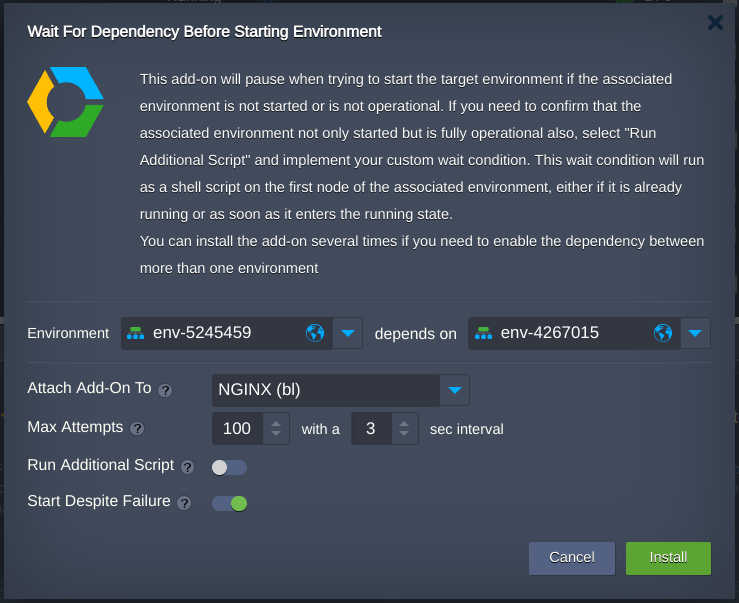 Wait For Dependency Before Starting Environment
This add-on will pause when trying to start the target environment if the associated
environment is not started or is not operational. If you need to confirm that the
associated environment not only started but is fully operational also, select "Run
Additional Script" and implement your custom wait condition. This wait condition will run
as a shell script on the first node of the associated environment, either if it is already
running or as soon as it enters the running state.
You can install the add-on several times if you need to enable the dependency between
more than one environment
Environment env-5245459 depends on env-4267015
Attach Add-On To ? NGINX (bl)
Max Attempts ? 100 with a 3 sec interval
Run Additional Script ?
Start Despite Failure ?
Cancel Install